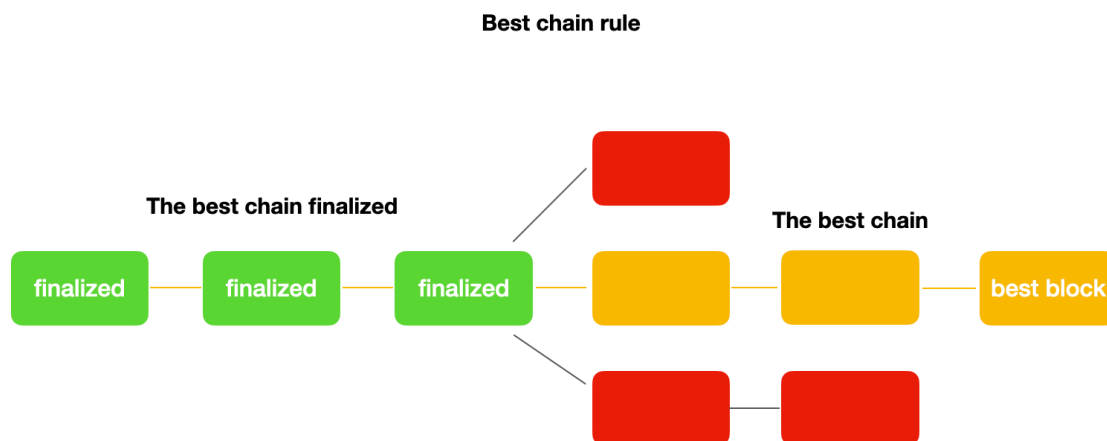 Best chain rule
The best chain finalized
The best chain
finalized
finalized
finalized
best block